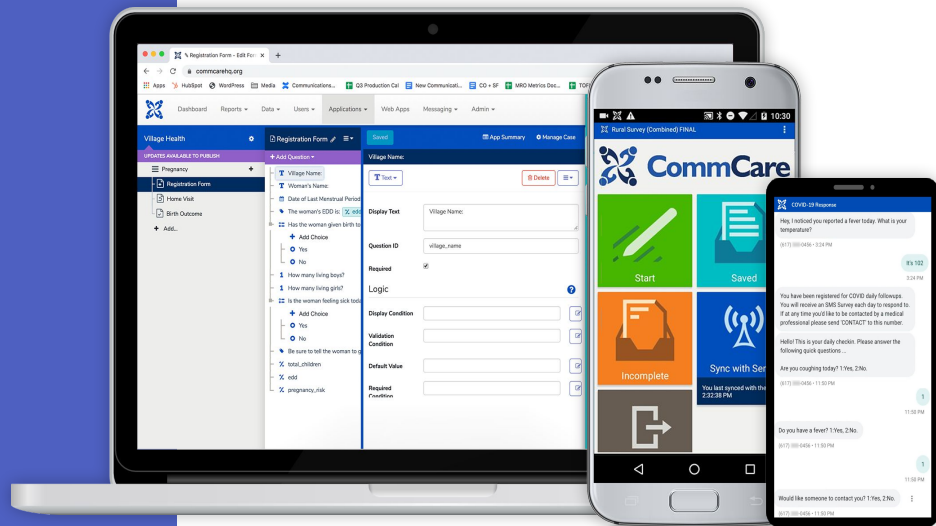 Registration Form - Edit For
commcarehq.org
Apps HubSpot WordPress Media Communications... Q3 Production Cal New Communicati... CO + SF MRO Metrics Doc... TOF
Dashboard Reports Data Users Applications Web Apps Messaging Admin
Village Health
UPDATES AVAILABLE TO PUBLISH
Pregnancy
Registration Form
Home Visit
Birth Outcome
Add...
Registration Form
Add Question
Village Name:
Woman's Name:
Date of Last Menstrual Period
The woman's EDD is: edd
Has the woman given birth to
Add Choice
Yes
No
How many living boys?
How many living girls?
Is the woman feeling sick toda
Add Choice
Yes
No
Be sure to tell the woman to g
total_children
edd
pregnancy_risk
Saved App Summary Manage Case
Village Name:
Text Delete
Display Text Village Name:
Question ID village_name
Required
Logic
Display Condition
Validation
Condition
Default Value
Required
Condition
10:30
Rural Survey (Combined) FINAL
CommCare
Start Saved
Incomplete Sync with Ser
You last synced with the
2:32:38 PM
COVID-19 Response
Hey, I noticed you reported a fever today. What is your
temperature?
(617) 0456 • 3:24 PM
It's 102
3:24 PM
You have been registered for COVID daily followups.
You will receive an SMS Survey each day to respond to.
If at any time you'd like to be contacted by a medical
professional please send 'CONTACT' to this number.
Hello! This is your daily checkin. Please answer the
following quick questions ...
Are you coughing today? 1:Yes, 2:No.
(617) -0456 • 11:50 PM
1
11:50 PM
Do you have a fever? 1:Yes, 2:No.
(617) -0456 • 11:50 PM
1
11:50 PM
Would like someone to contact you? 1:Yes, 2:No.
(617) -0456 • 11:50 PM